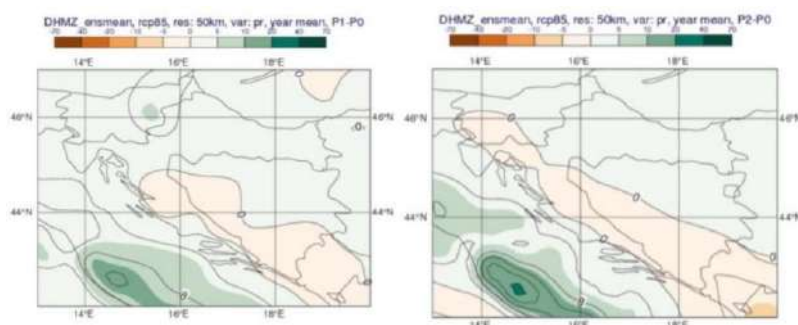 DHMZ_ensmean, rcp85, res: 50km, var: pr, year mean, P1-P0
-70 -40 -20 -10 -5 0 5 10 20 40 70
14°E 16°E 18°E
46°N 46°N
44°N 44°N
14°E 16°E 18°E
DHMZ_ensmean, rcp85, res: 50km, var: pr, year mean, P2-P0
-70 -40 -20 -10 -5 0 5 10 20 40 70
14°E 16°E 18°E
46°N 46°N
44°N 44°N
14°E 16°E 18°E